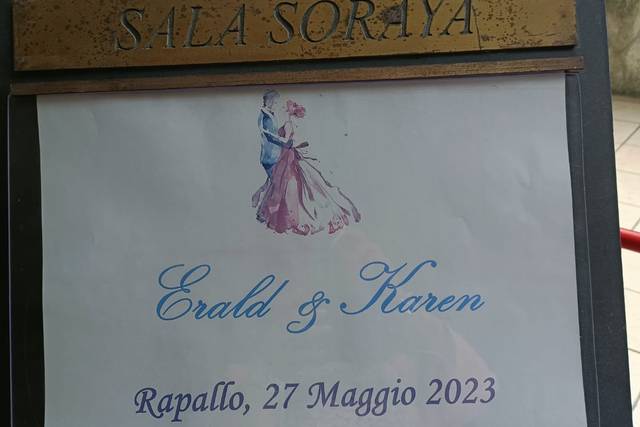 SALA SORAYA
Erald & Karen
Rapallo, 27 Maggio 2023